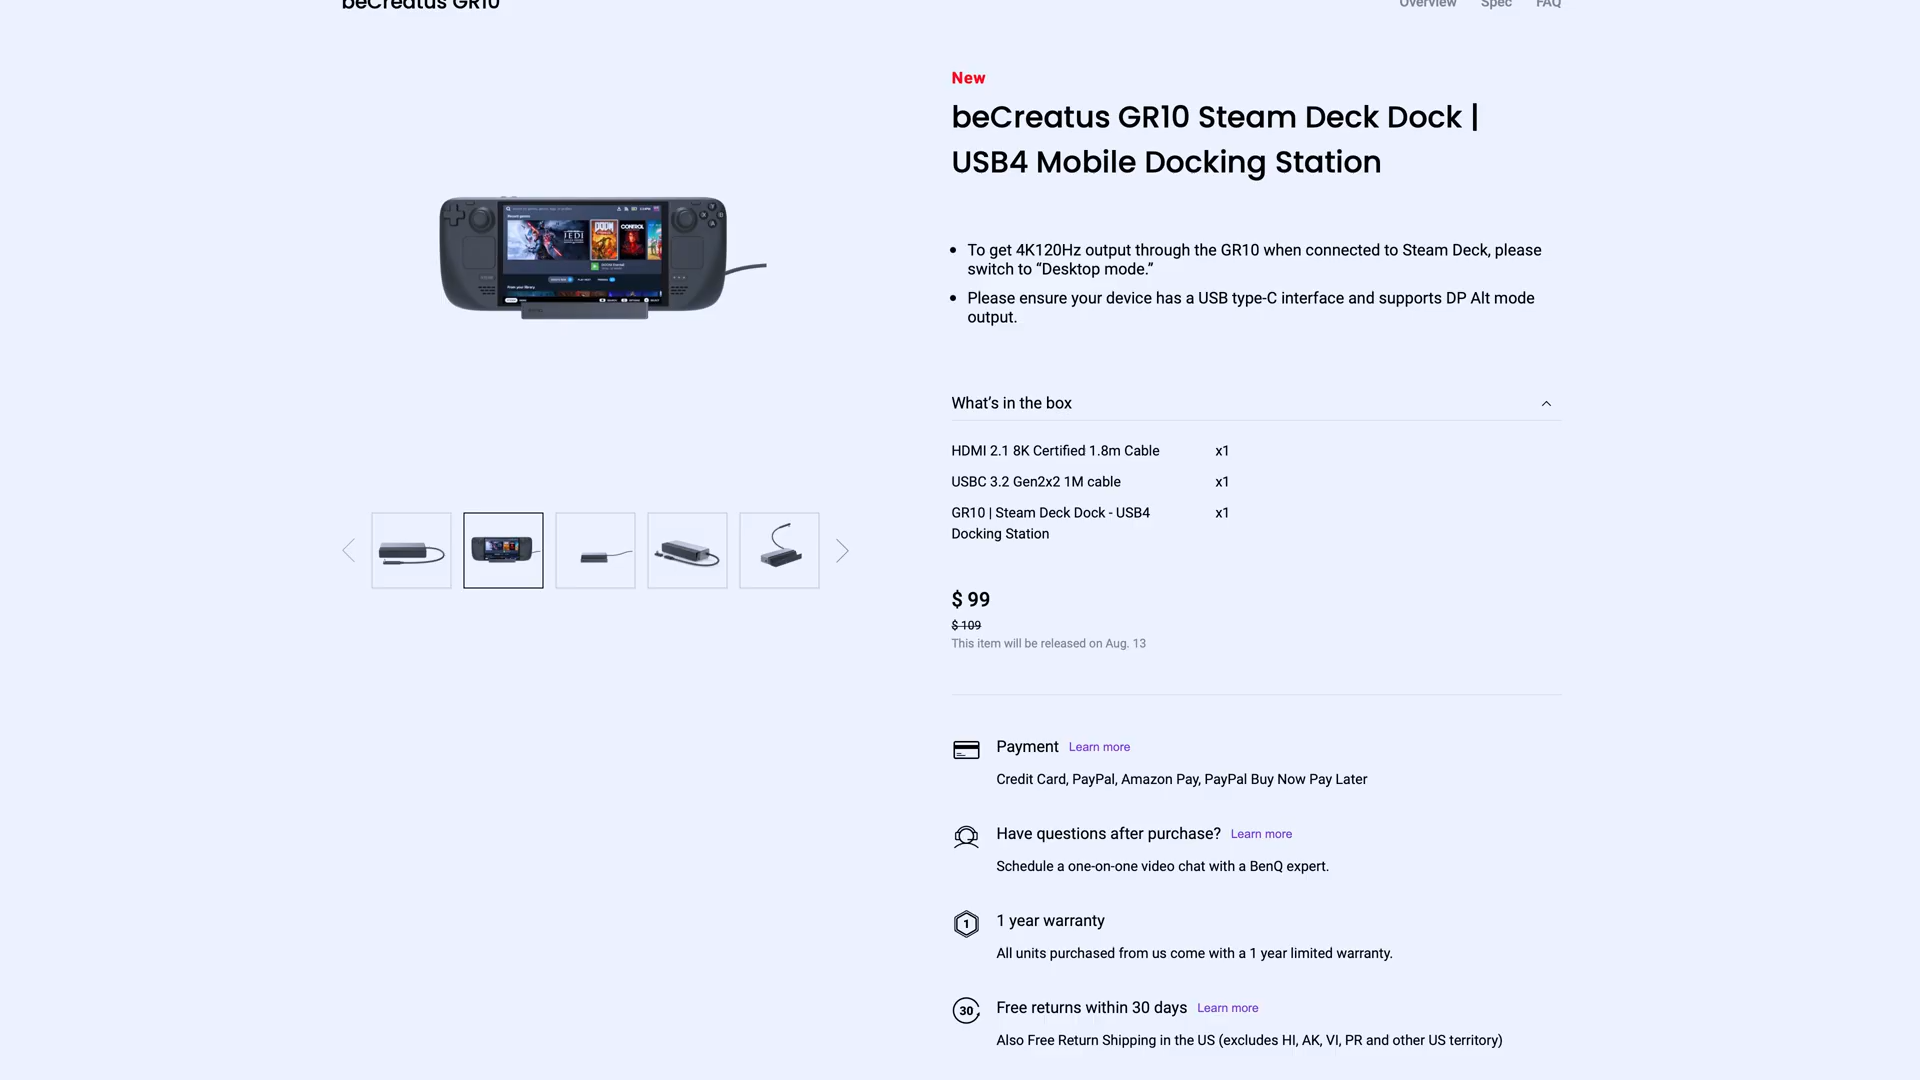 beCreatus GR10
Overview Spec FAQ
New
beCreatus GR10 Steam Deck Dock |
USB4 Mobile Docking Station
To get 4K120Hz output through the GR10 when connected to Steam Deck, please
switch to “Desktop mode.”
Please ensure your device has a USB type-C interface and supports DP Alt mode
output.
JEDI
DOOM
CONTROL
What’s in the box
HDMI 2.1 8K Certified 1.8m Cable x1
USBC 3.2 Gen2x2 1M cable x1
GR10 | Steam Deck Dock - USB4 x1
Docking Station
$ 99
$ 109
This item will be released on Aug. 13
Payment Learn more
Credit Card, PayPal, Amazon Pay, PayPal Buy Now Pay Later
Have questions after purchase? Learn more
Schedule a one-on-one video chat with a BenQ expert.
1
1 year warranty
All units purchased from us come with a 1 year limited warranty.
30
Free returns within 30 days Learn more
Also Free Return Shipping in the US (excludes HI, AK, VI, PR and other US territory)